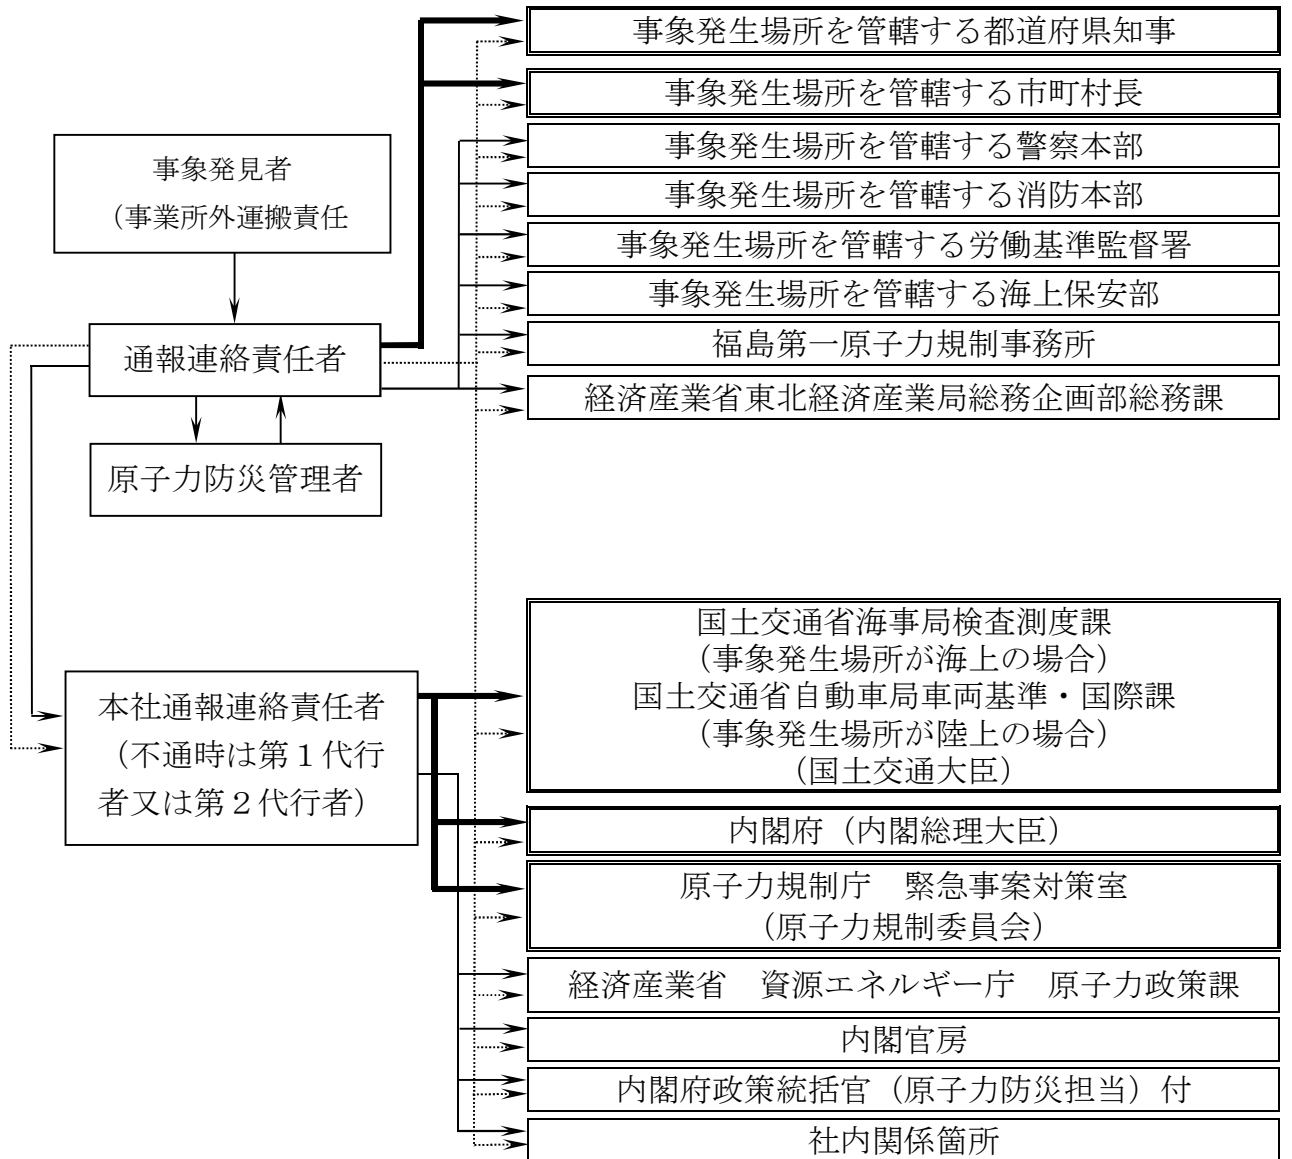 事象発生場所を管轄する都道府県知事
事象発生場所を管轄する市町村長
事象発生場所を管轄する警察本部
事象発生場所を管轄する消防本部
事象発生場所を管轄する労働基準監督署
事象発生場所を管轄する海上保安部
福島第一原子力規制事務所
経済産業省東北経済産業局総務企画部総務課
事象発見者
（事業所外運搬責任
通報連絡責任者
原子力防災管理者
本社通報連絡責任者
（不通時は第１代行
者又は第２代行者）
国土交通省海事局検査測度課
（事象発生場所が海上の場合）
国土交通省自動車局車両基準・国際課
（事象発生場所が陸上の場合）
（国土交通大臣）
内閣府（内閣総理大臣）
原子力規制庁　緊急事案対策室
（原子力規制委員会）
経済産業省　資源エネルギー庁　原子力政策課
内閣官房
内閣府政策統括官（原子力防災担当）付
社内関係箇所